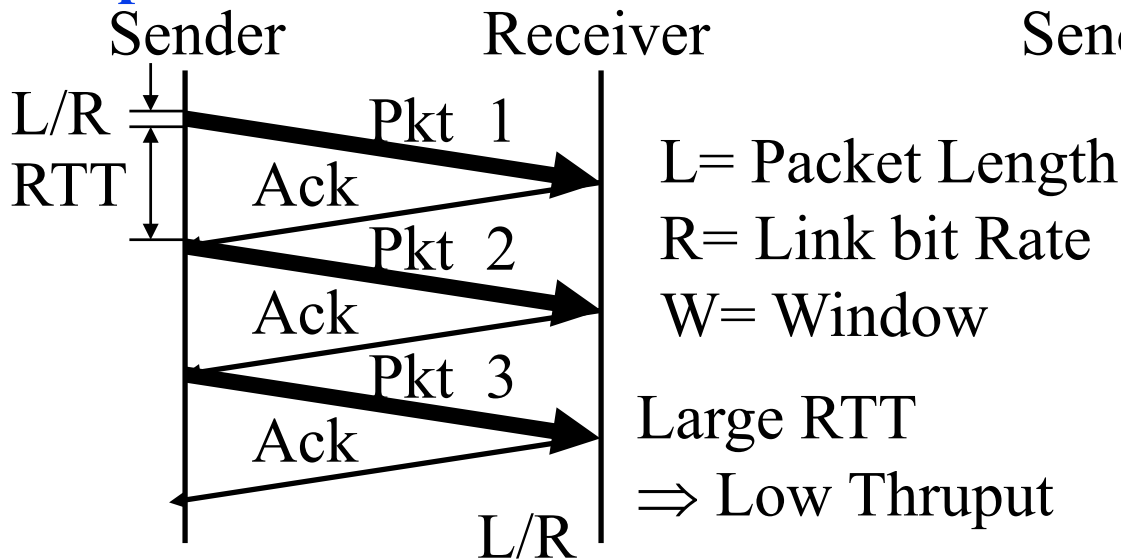 Sender
Receiver
L/R
RTT
Pkt 1
Ack
Pkt 2
Ack
Pkt 3
Ack
L= Packet Length
R= Link bit Rate
W= Window
Large RTT
⇒ Low Thruput
L/R